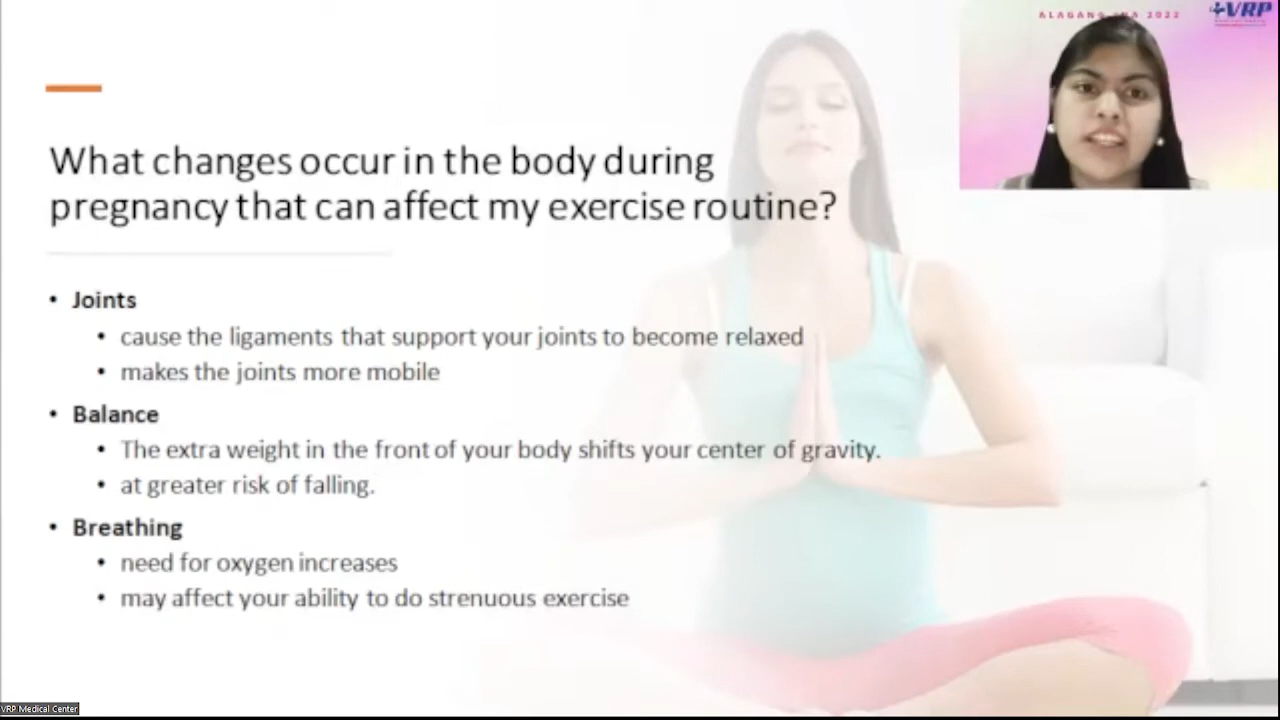 +VRP
What changes occur in the body during
pregnancy that can affect my exercise routine?
• Joints
• cause the ligaments that support your joints to become relaxed
• makes the joints more mobile
• Balance
• The extra weight in the front of your body shifts your center of gravity.
• at greater risk of falling.
• Breathing
• need for oxygen increases
• may affect your ability to do strenuous exercise
VRP Medical Center